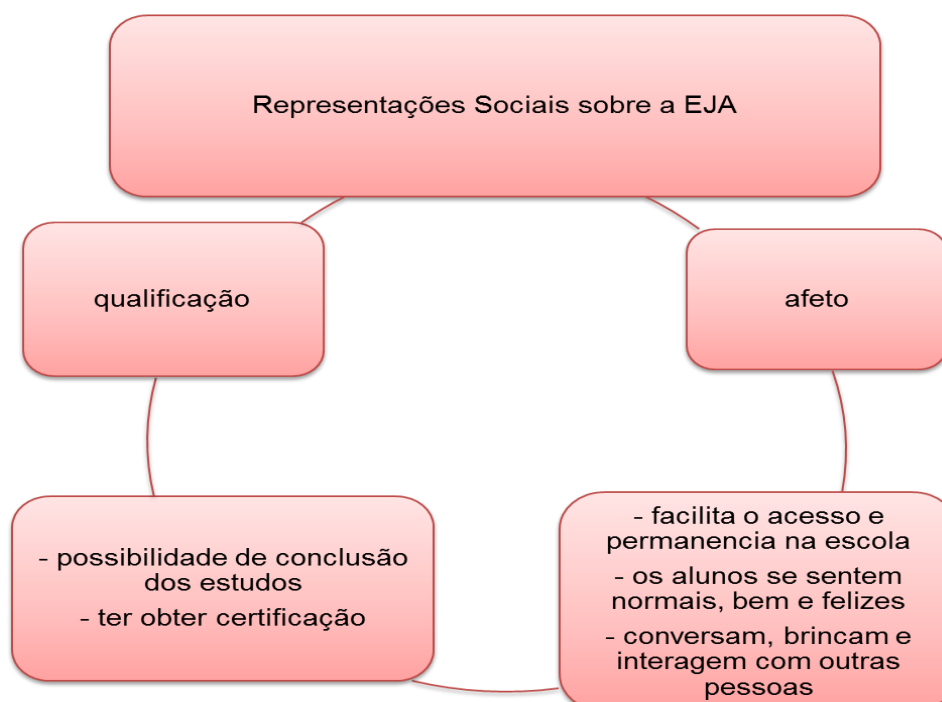 Representações Sociais sobre a EJA
qualificação
afeto
- possibilidade de conclusão
dos estudos
- ter obter certificação
- facilita o acesso e
permanencia na escola
- os alunos se sentem
normais, bem e felizes
- conversam, brincam e
interagem com outras
pessoas